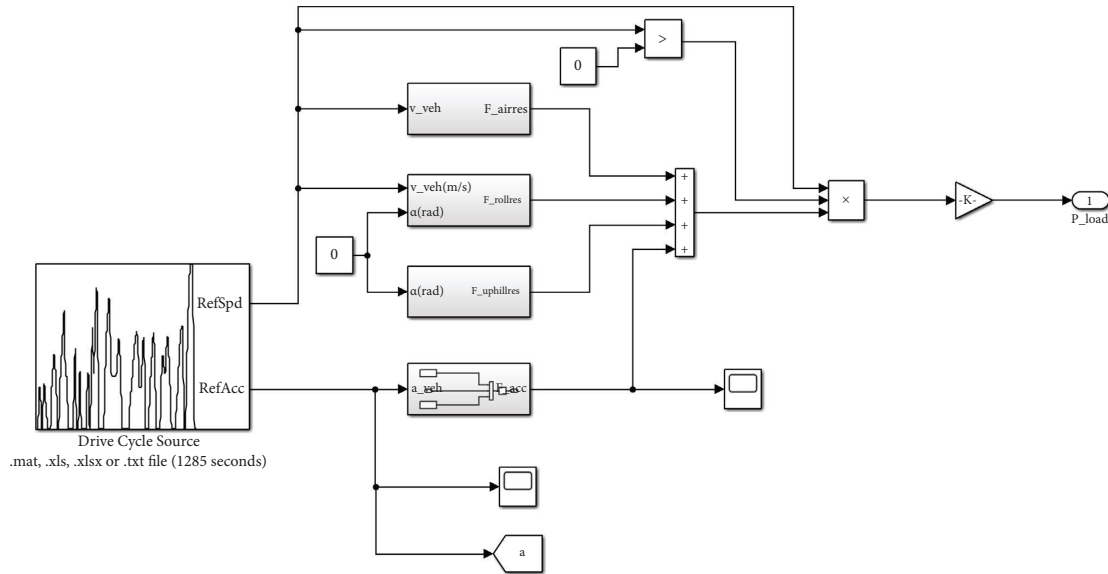 >
0
v_veh
F_airres
v_veh(m/s)
F_rollres
α(rad)
+
+
+
+
×
-K-
1
P_load
0
α(rad)
F_uphillres
RefSpd
RefAcc
a_veh
F_acc
Drive Cycle Source
.mat, .xls, .xlsx or .txt file (1285 seconds)
a